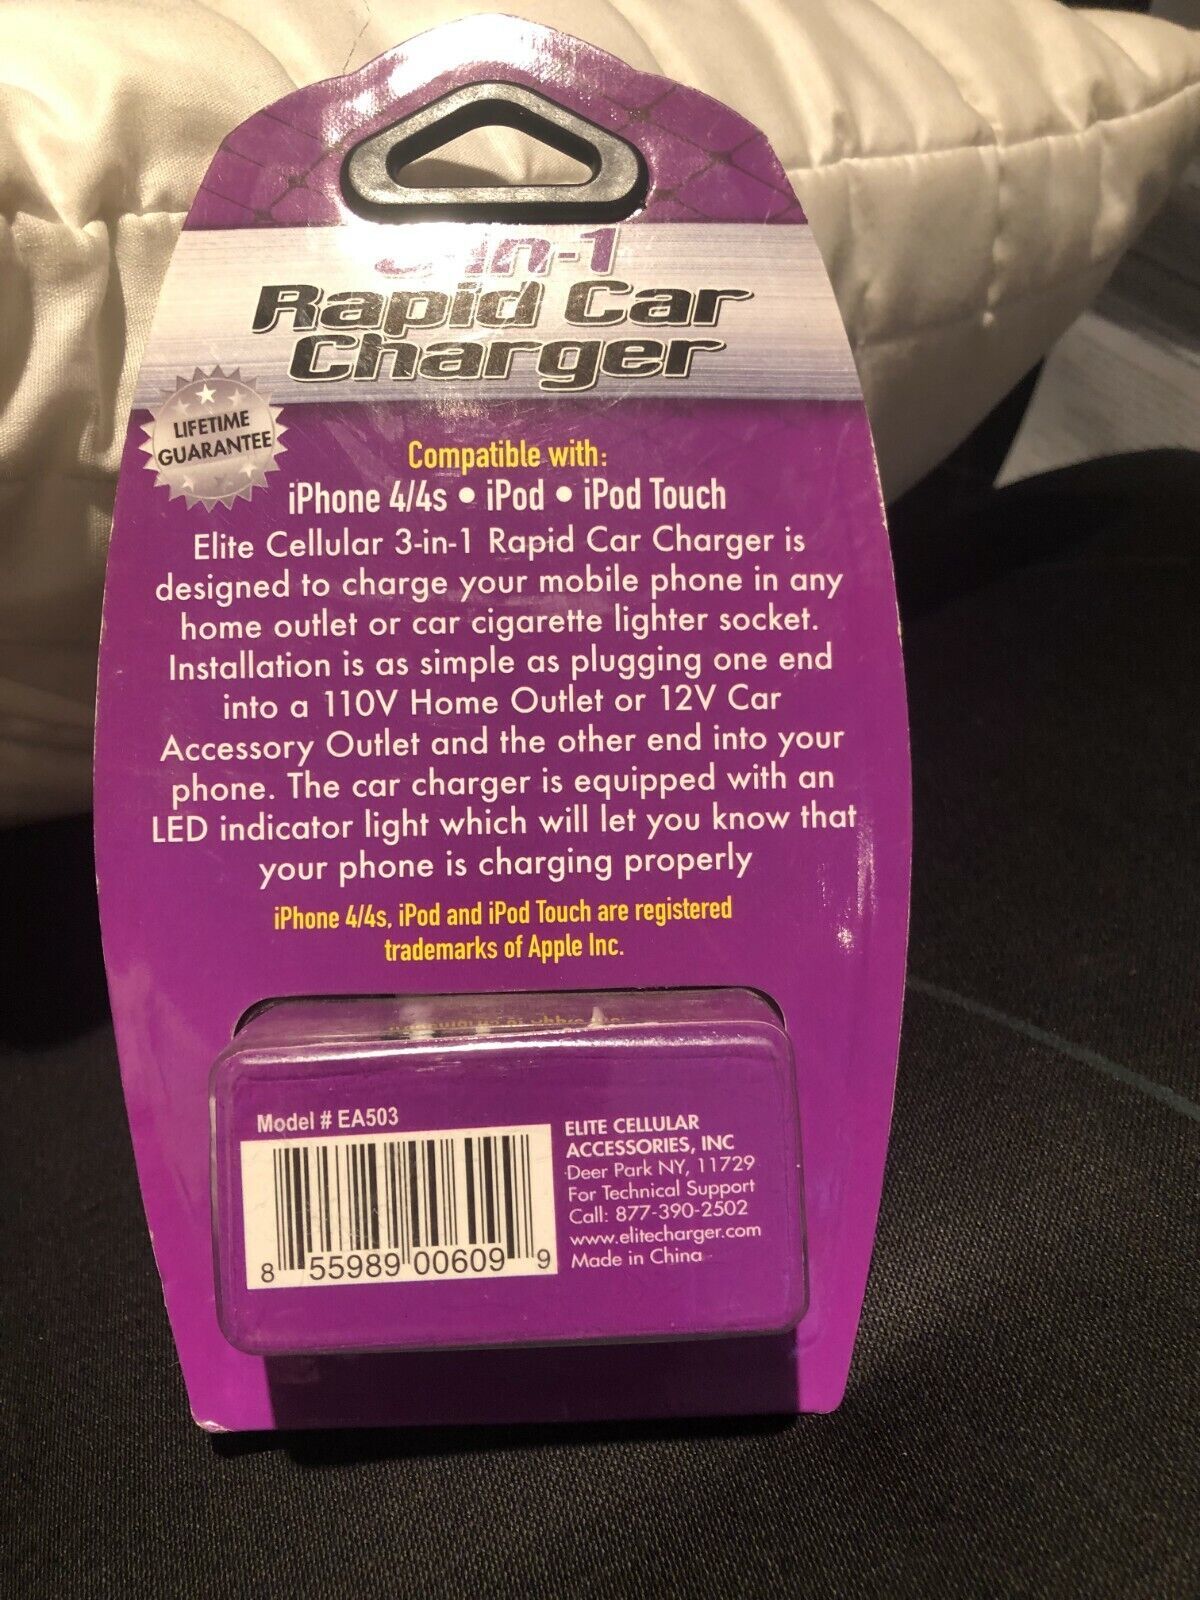 3-in-1
Rapid Car
Charger
LIFETIME
GUARANTEE
Compatible with:
iPhone 4/4s • iPod • iPod Touch
Elite Cellular 3-in-1 Rapid Car Charger is
designed to charge your mobile phone in any
home outlet or car cigarette lighter socket.
Installation is as simple as plugging one end
into a 110V Home Outlet or 12V Car
Accessory Outlet and the other end into your
phone. The car charger is equipped with an
LED indicator light which will let you know that
your phone is charging properly
iPhone 4/4s, iPod and iPod Touch are registered
trademarks of Apple Inc.
Model # EA503
8 55989 00609 9
ELITE CELLULAR
ACCESSORIES, INC
Deer Park NY, 11729
For Technical Support
Call: 877-390-2502
www.elitecharger.com
Made in China